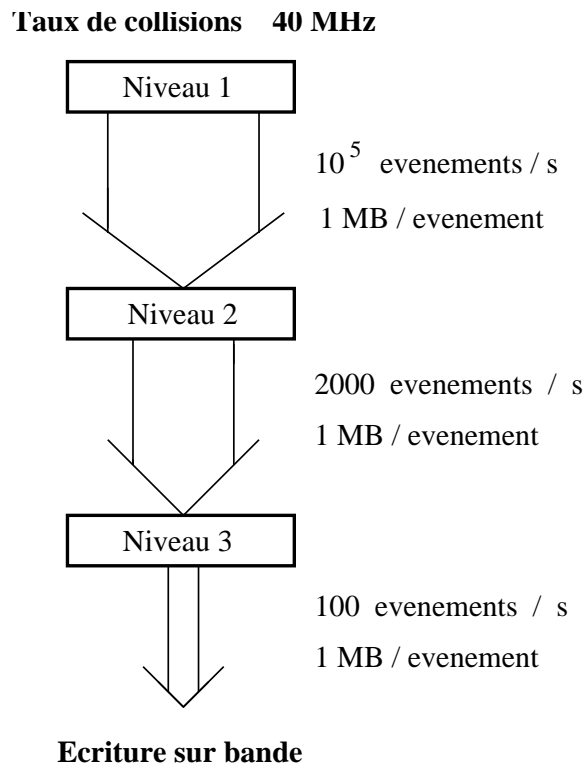 Taux de collisions 40 MHz
Niveau 1
10^5 evenements / s
1 MB / evenement
Niveau 2
2000 evenements / s
1 MB / evenement
Niveau 3
100 evenements / s
1 MB / evenement
Ecriture sur bande